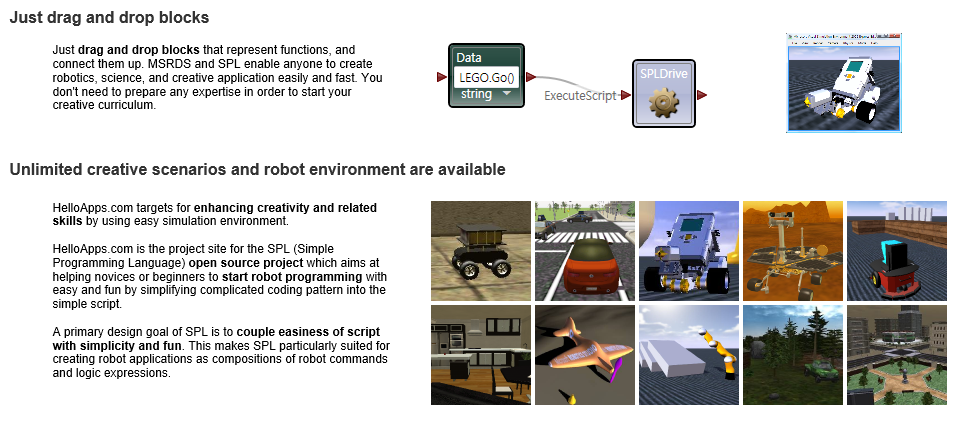 Just drag and drop blocks
Just drag and drop blocks that represent functions, and
connect them up. MSRDS and SPL enable anyone to create
robotics, science, and creative application easily and fast. You
don't need to prepare any expertise in order to start your
creative curriculum.
Data
LEGO.Go()
string
ExecuteScript
SPLDrive
Unlimited creative scenarios and robot environment are available
HelloApps.com targets for enhancing creativity and related
skills by using easy simulation environment.
HelloApps.com is the project site for the SPL (Simple
Programming Language) open source project which aims at
helping novices or beginners to start robot programming with
easy and fun by simplifying complicated coding pattern into the
simple script.
A primary design goal of SPL is to couple easiness of script
with simplicity and fun. This makes SPL particularly suited for
creating robot applications as compositions of robot commands
and logic expressions.